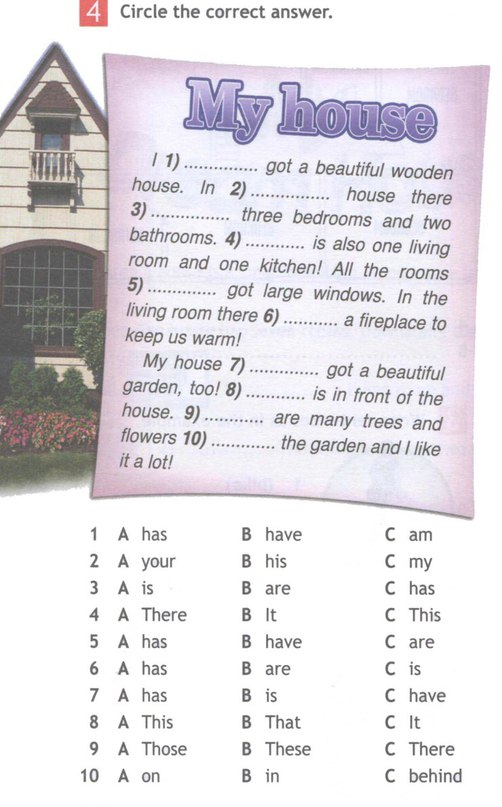 4 Circle the correct answer.
My house
I 1) ............... got a beautiful wooden
house. In 2) ................ house there
3) ................ three bedrooms and two
bathrooms. 4) ............ is also one living
room and one kitchen! All the rooms
5) .............. got large windows. In the
living room there 6) ........... a fireplace to
keep us warm!
My house 7) .............. got a beautiful
garden, too! 8) ............ is in front of the
house. 9) ............ are many trees and
flowers 10) ............. the garden and I like
it a lot!
1 A has B have C am
2 A your B his C my
3 A is B are C has
4 A There B It C This
5 A has B have C are
6 A has B are C is
7 A has B is C have
8 A This B That C It
9 A Those B These C There
10 A on B in C behind